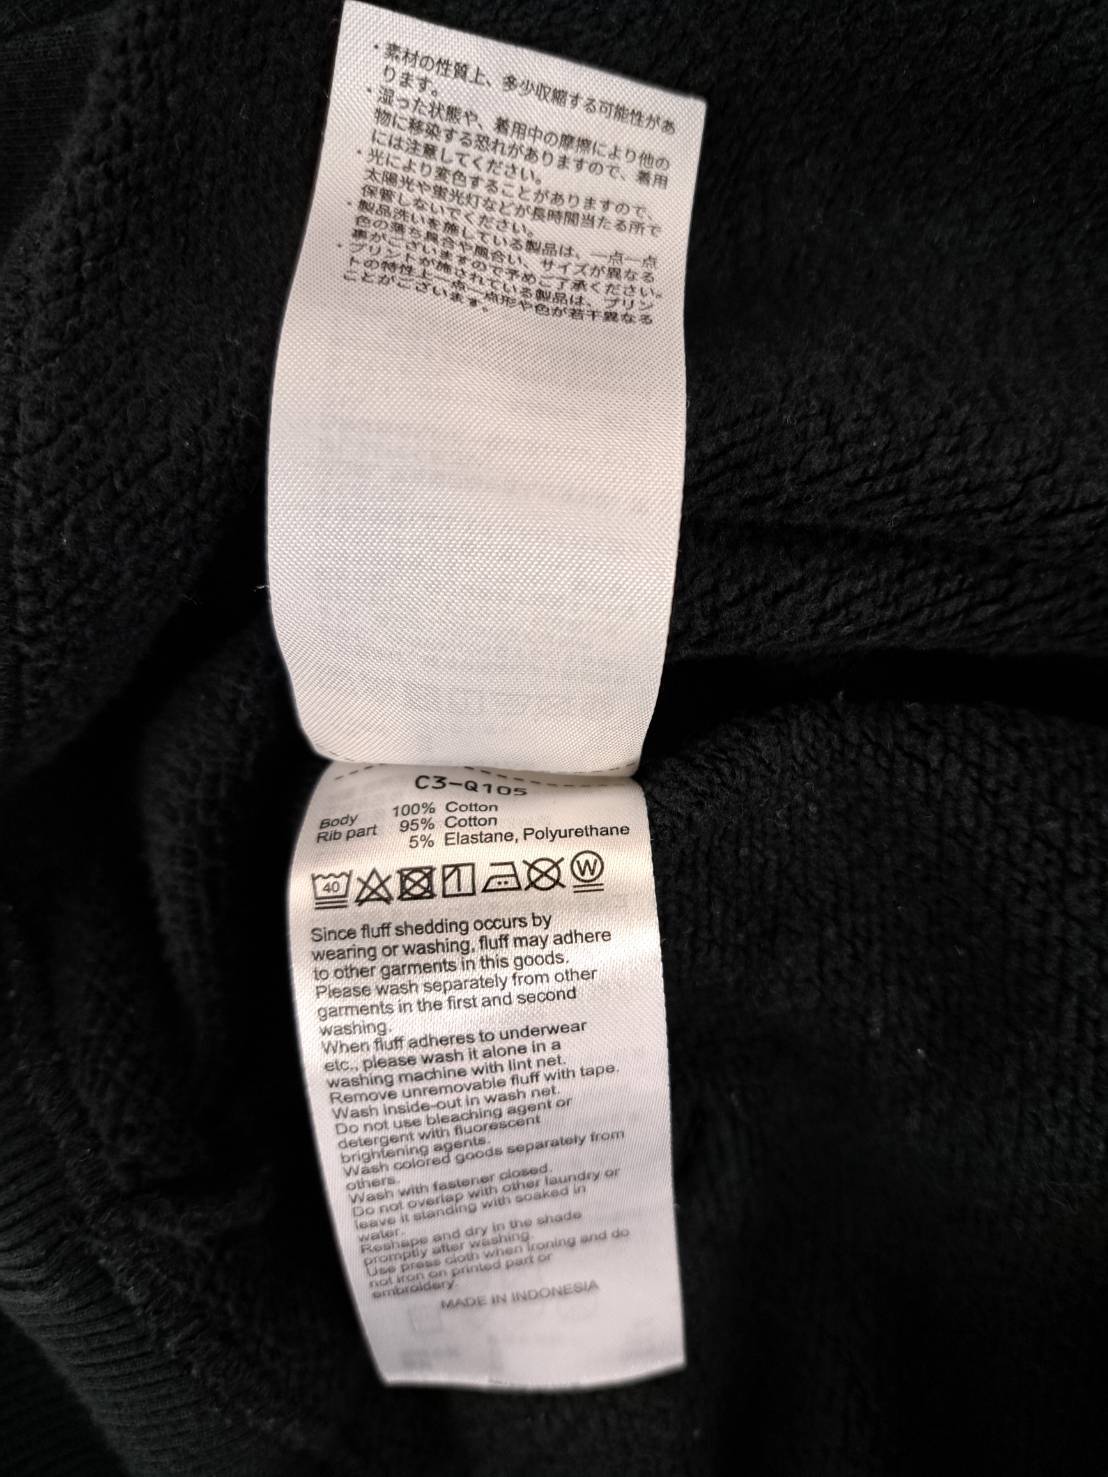 ・素材の性質上、多少収縮する可能性があ
ります。
・湿った状態や、着用中の摩擦により他の
物に移染する恐れがありますので、着用
には注意してください。
・光により変色することがありますので、
太陽光や蛍光灯などが長時間当たる所で
保管しないでください。
・製品洗いを施している製品は、一点一点
色の落ち具合や風合い、サイズが異なる
事がございますので予めご了承ください。
・プリントが施されている製品は、プリン
トの特性上一点一点形や色が若干異なる
ことがございます。
C3-Q105
Body 100% Cotton
Rib part 95% Cotton
5% Elastane, Polyurethane
40 W
Since fluff shedding occurs by
wearing or washing, fluff may adhere
to other garments in this goods.
Please wash separately from other
garments in the first and second
washing.
When fluff adheres to underwear
etc., please wash it alone in a
washing machine with lint net.
Remove unremovable fluff with tape.
Wash inside-out in wash net.
Do not use bleaching agent or
detergent with fluorescent
brightening agents.
Wash colored goods separately from
others.
Wash with fastener closed.
Do not overlap with other laundry or
leave it standing with soaked in
water.
Reshape and dry in the shade
promptly after washing.
Use press cloth when ironing and do
not iron on printed part or
embroidery.
MADE IN INDONESIA